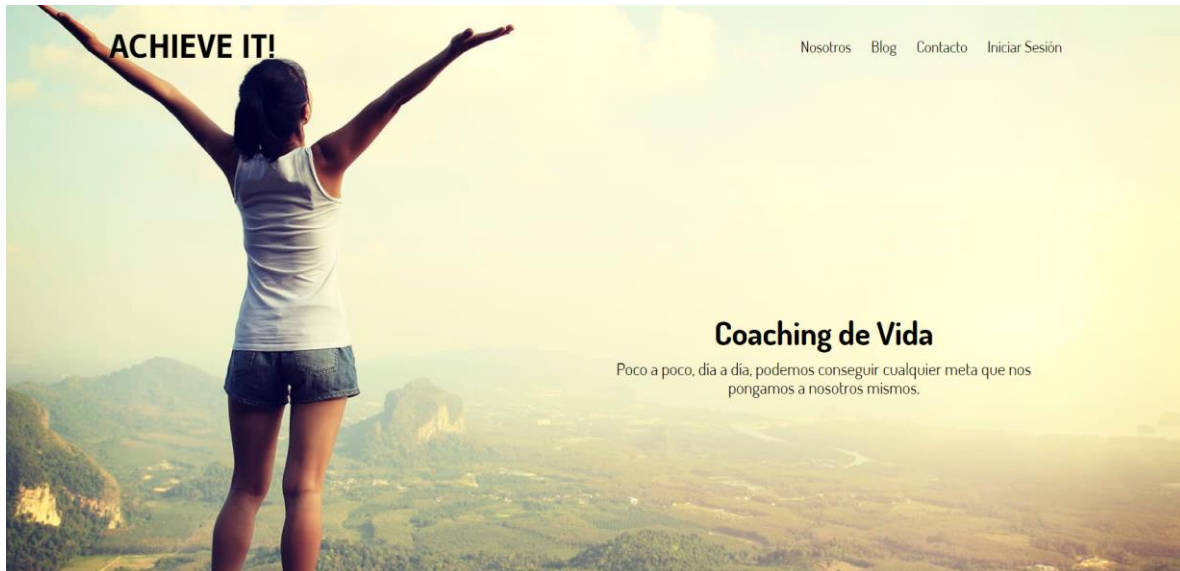 ACHIEVE IT!
Nosotros Blog Contacto Iniciar Sesión
Coaching de Vida
Poco a poco, día a día, podemos conseguir cualquier meta que nos
pongamos a nosotros mismos.